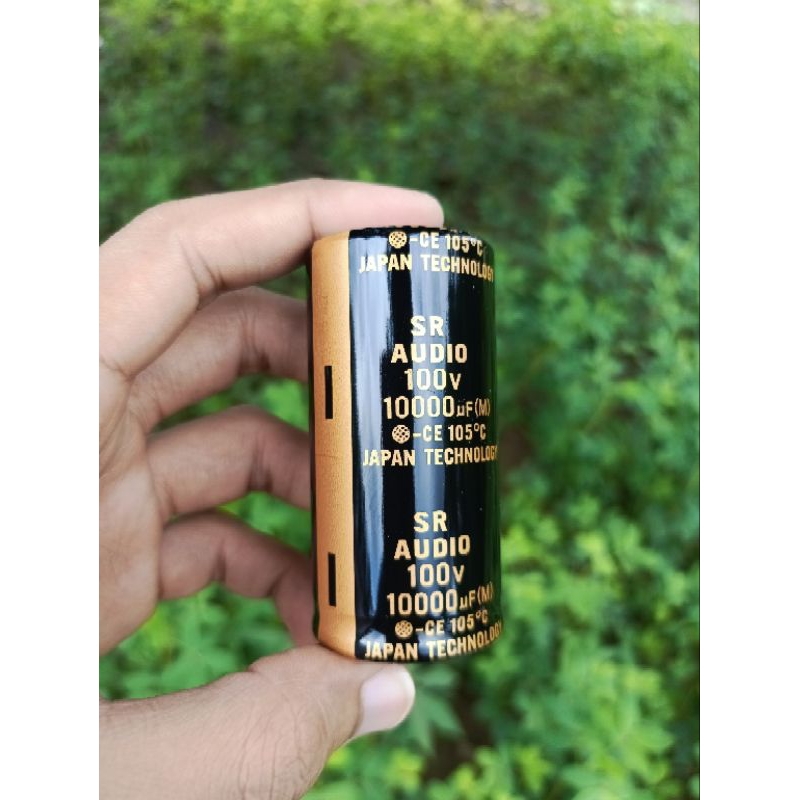 -CE 105°C
JAPAN TECHNOLOGY
SR
AUDIO
100V
10000µF(M)
-CE 105°C
JAPAN TECHNOLOGY
SR
AUDIO
100V
10000µF(M)
-CE 105°C
JAPAN TECHNOLOGY